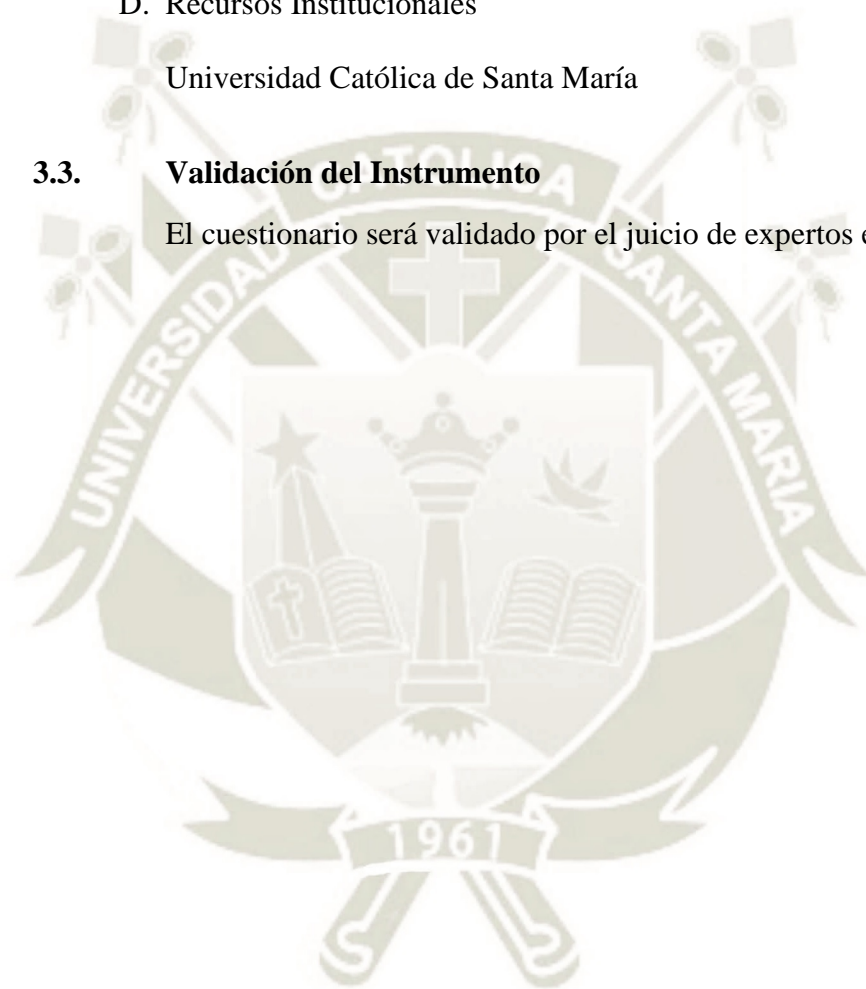 D. Recursos Institucionales
Universidad Católica de Santa María
3.3. Validación del Instrumento
El cuestionario será validado por el juicio de expertos e
UNIVERSIDAD CATOLICA SANTA MARIA
1961